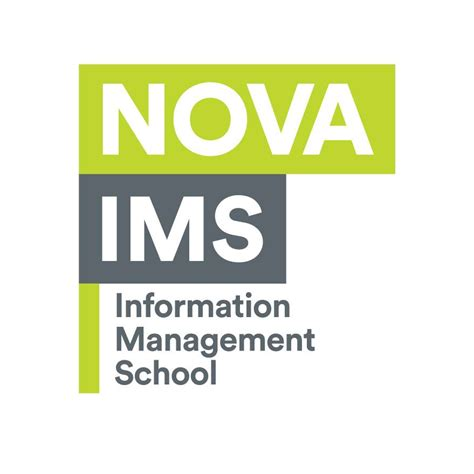 NOVA
IMS
Information
Management
School